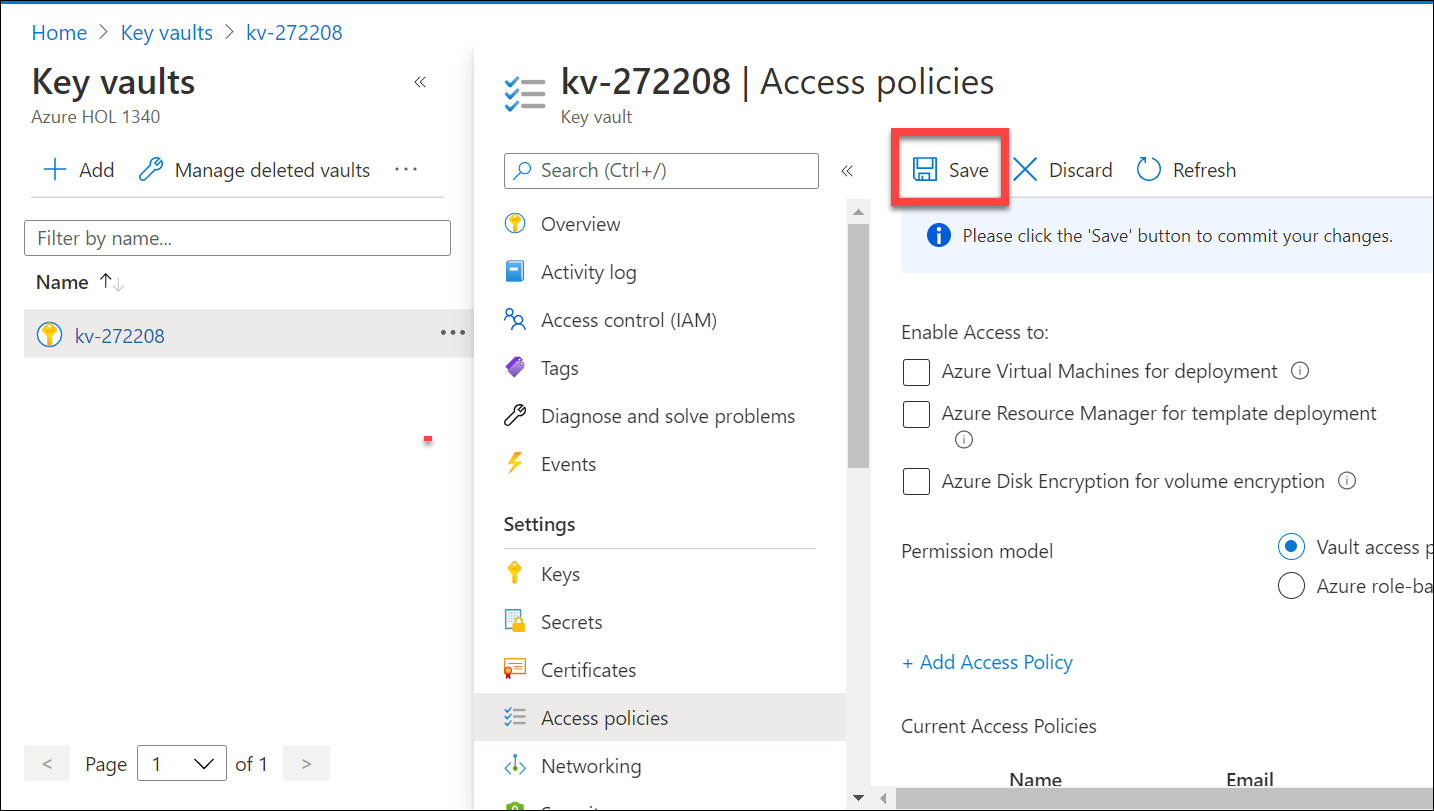 Home > Key vaults > kv-272208
Key vaults «
Azure HOL 1340
+ Add Manage deleted vaults ...
Filter by name...
Name ↑↓
kv-272208 ...
< Page 1 of 1 >
kv-272208 | Access policies
Key vault
Search (Ctrl+/) «
Overview
Activity log
Access control (IAM)
Tags
Diagnose and solve problems
Events
Settings
Keys
Secrets
Certificates
Access policies
Networking
Save Discard Refresh
Please click the 'Save' button to commit your changes.
Enable Access to:
Azure Virtual Machines for deployment
Azure Resource Manager for template deployment
Azure Disk Encryption for volume encryption
Permission model
Vault access p
Azure role-ba
+ Add Access Policy
Current Access Policies
Name Email